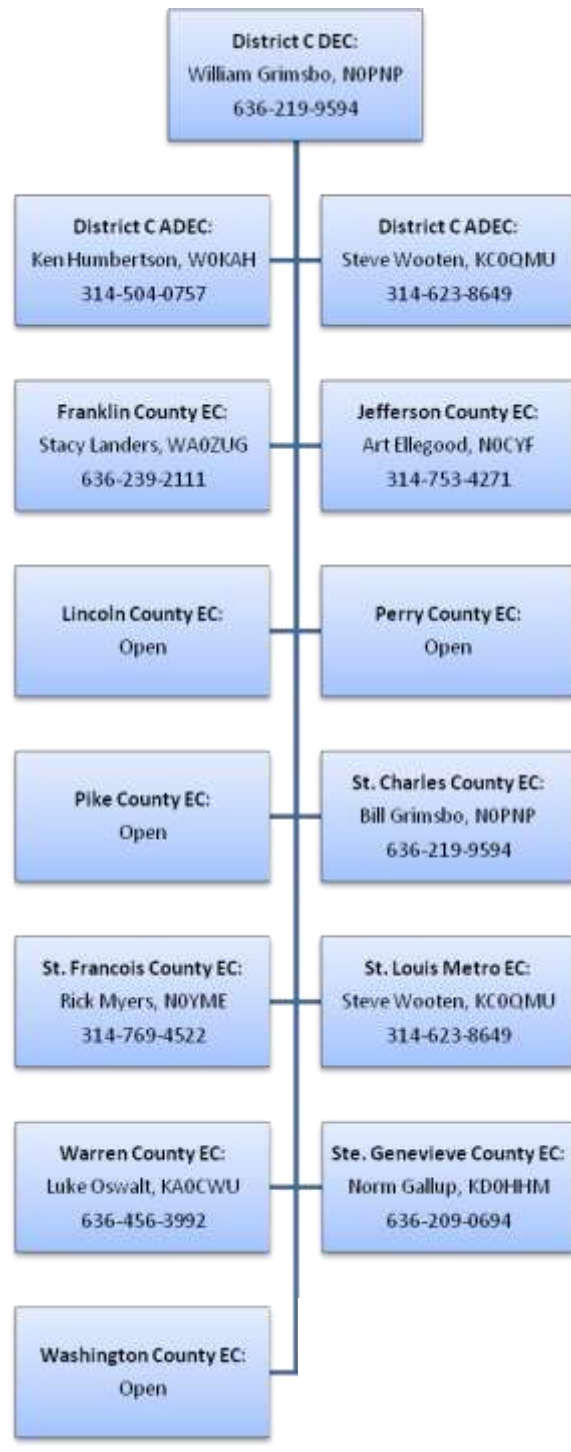 District C DEC:
William Grimsbo, N0PNP
636-219-9594
District C ADEC:
Ken Humbertson, W0KAH
314-504-0757
District C ADEC:
Steve Wooten, KC0QMU
314-623-8649
Franklin County EC:
Stacy Landers, WA0ZUG
636-239-2111
Jefferson County EC:
Art Ellegood, N0CYF
314-753-4271
Lincoln County EC:
Open
Perry County EC:
Open
Pike County EC:
Open
St. Charles County EC:
Bill Grimsbo, N0PNP
636-219-9594
St. Francois County EC:
Rick Myers, N0YME
314-769-4522
St. Louis Metro EC:
Steve Wooten, KC0QMU
314-623-8649
Warren County EC:
Luke Oswalt, KA0CWU
636-456-3992
Ste. Genevieve County EC:
Norm Gallup, KD0HHM
636-209-0694
Washington County EC:
Open